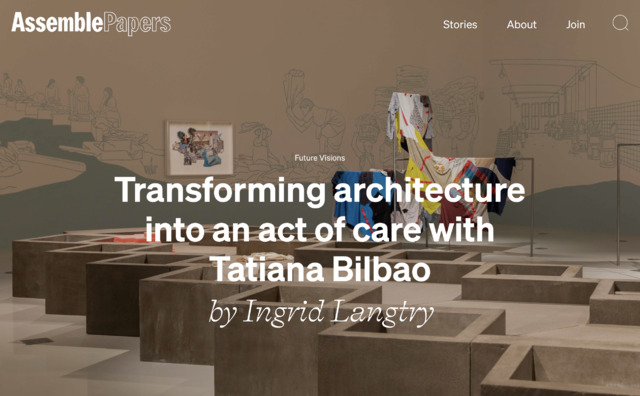 AssemblePapers
Stories
About
Join
Future Visions
Transforming architecture
into an act of care with
Tatiana Bilbao
by Ingrid Langtry